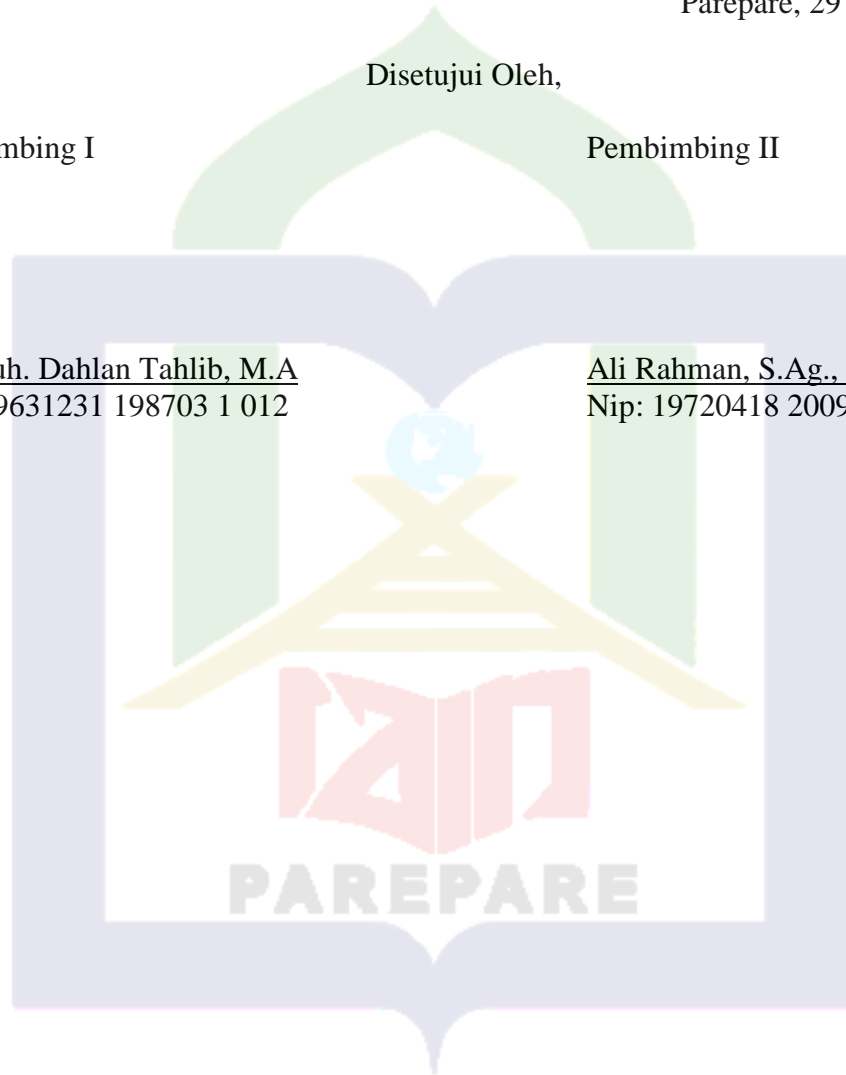 Parepare, 29
Disetujui Oleh,
mbing I Pembimbing II
uh. Dahlan Tahlib, M.A Ali Rahman, S.Ag.,
9631231 198703 1 012 Nip: 19720418 2009
iain
PAREPARE